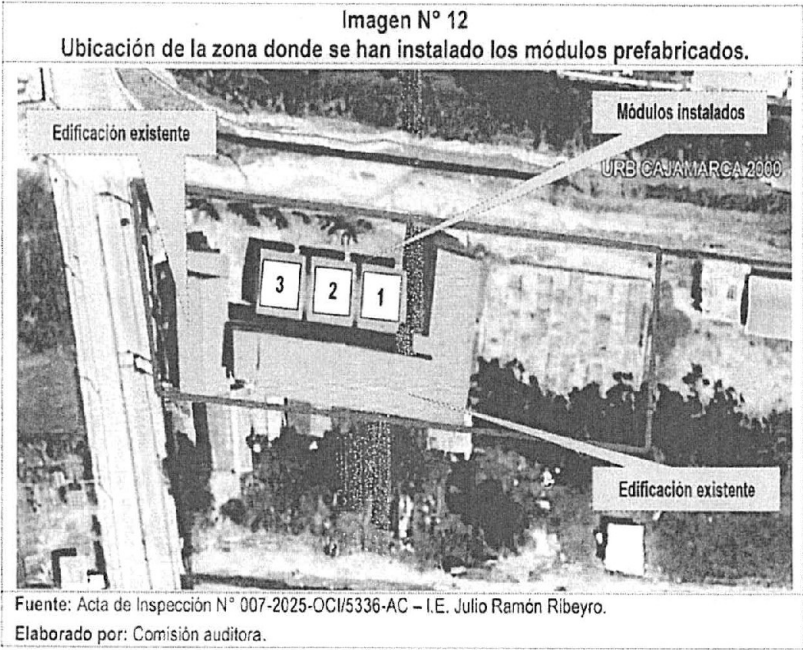 Imagen N° 12
Ubicación de la zona donde se han instalado los módulos prefabricados.
Módulos instalados
Edificación existente
URB CAJAMARCA 2000
3 2 1
Edificación existente
Fuente: Acta de Inspección N° 007-2025-OCI/5336-AC – I.E. Julio Ramón Ribeyro.
Elaborado por: Comisión auditora.